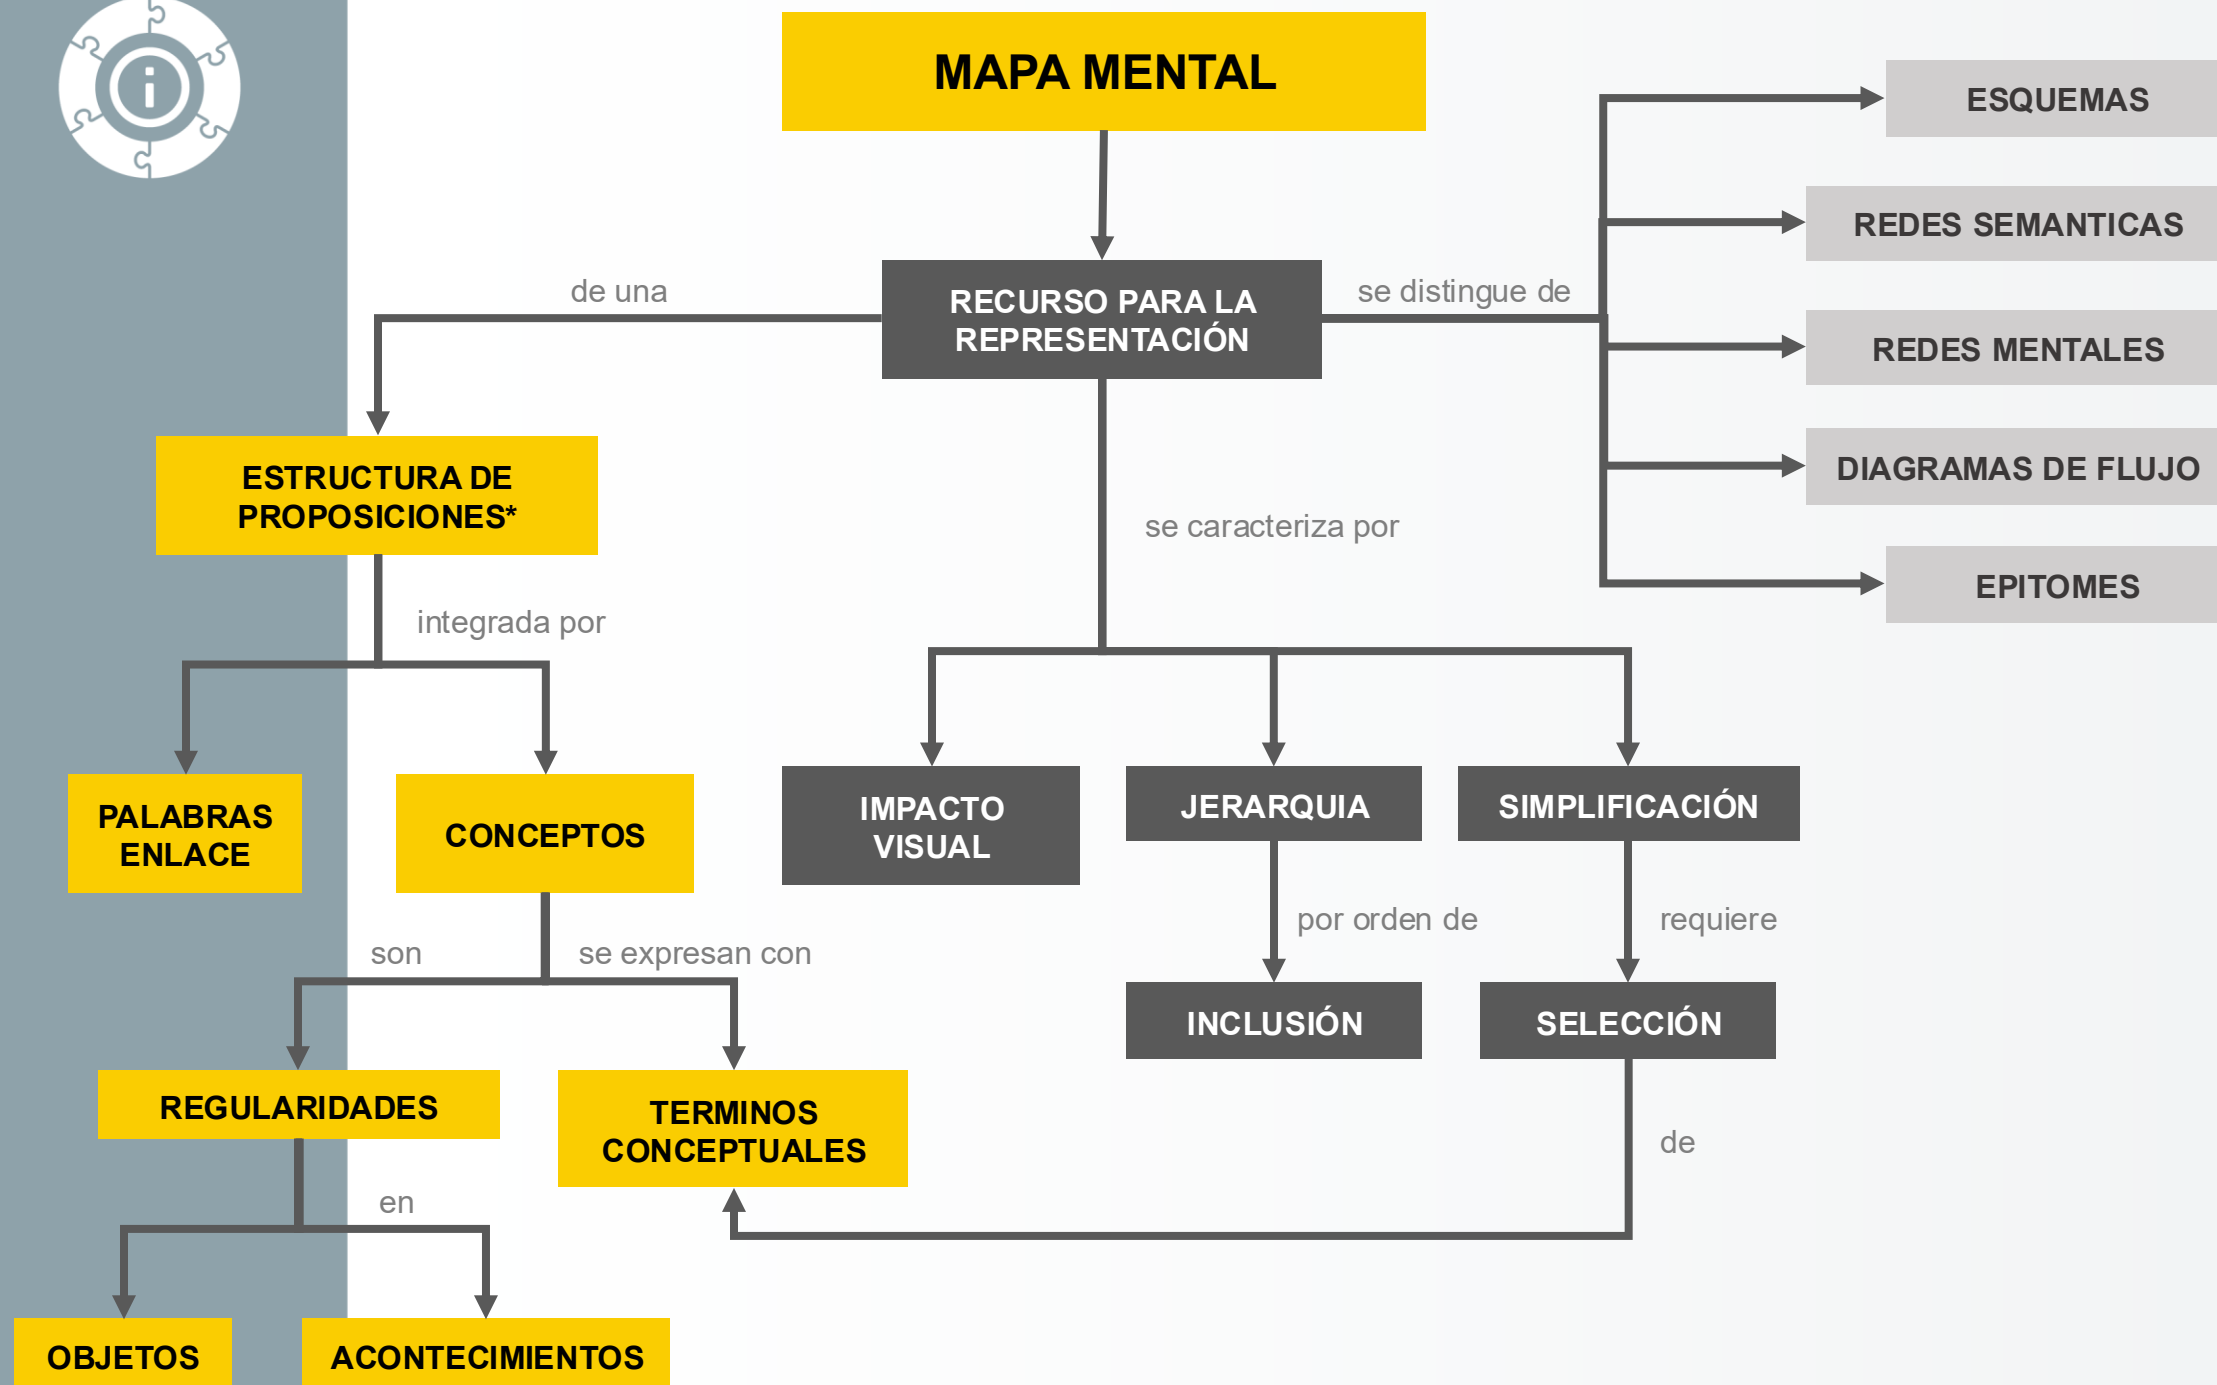 MAPA MENTAL
ESQUEMAS
REDES SEMANTICAS
de una
RECURSO PARA LA
REPRESENTACIÓN
se distingue de
REDES MENTALES
ESTRUCTURA DE
PROPOSICIONES*
DIAGRAMAS DE FLUJO
se caracteriza por
EPITOMES
integrada por
PALABRAS
ENLACE
CONCEPTOS
IMPACTO
VISUAL
JERARQUIA
SIMPLIFICACIÓN
son
se expresan con
por orden de
requiere
INCLUSIÓN
SELECCIÓN
REGULARIDADES
TERMINOS
CONCEPTUALES
de
en
OBJETOS
ACONTECIMIENTOS